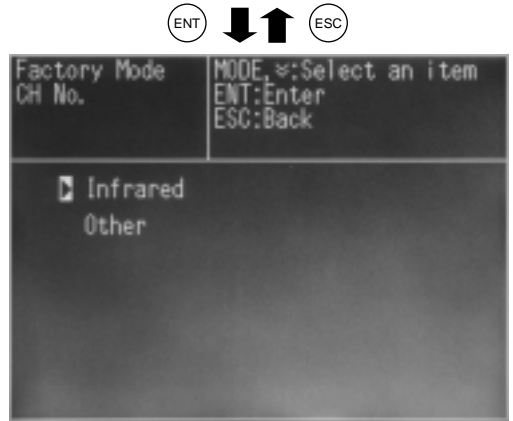 ENT ESC
Factory Mode
CH No.
MODE,⩔:Select an item
ENT:Enter
ESC:Back
Infrared
Other